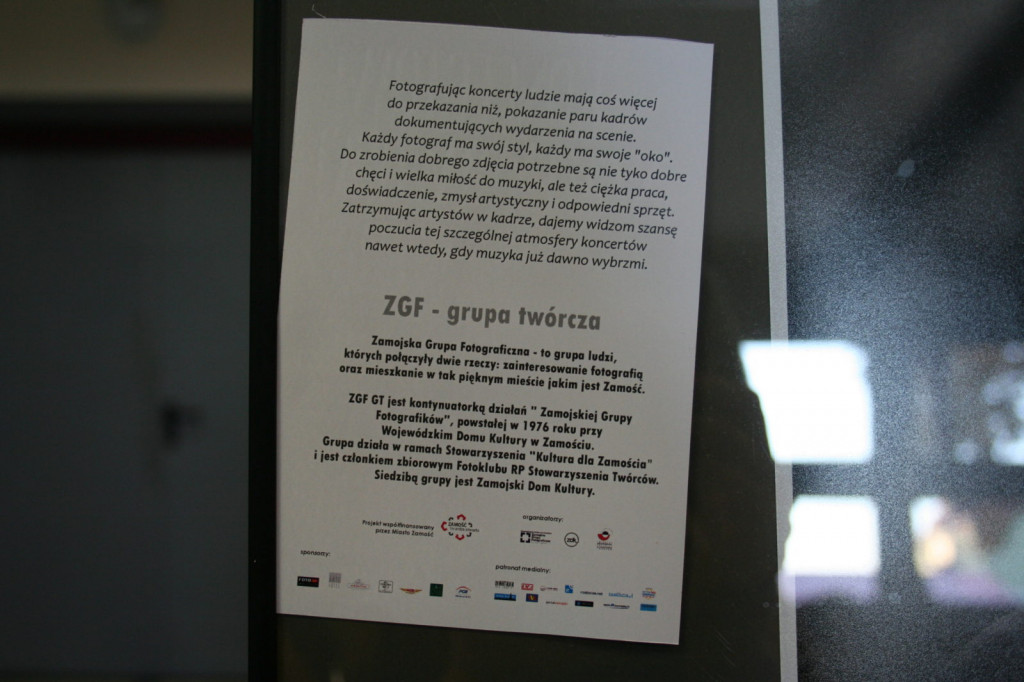 Fotografując koncerty ludzie mają coś więcej
do przekazania niż, pokazanie paru kadrów
dokumentujących wydarzenia na scenie.
Każdy fotograf ma swój styl, każdy ma swoje "oko".
Do zrobienia dobrego zdjęcia potrzebne są nie tyko dobre
chęci i wielka miłość do muzyki, ale też ciężka praca,
doświadczenie, zmysł artystyczny i odpowiedni sprzęt.
Zatrzymując artystów w kadrze, dajemy widzom szansę
poczucia tej szczególnej atmosfery koncertów
nawet wtedy, gdy muzyka już dawno wybrzmi.
ZGF - grupa twórcza
Zamojska Grupa Fotograficzna - to grupa ludzi,
których połączyły dwie rzeczy: zainteresowanie fotografią
oraz mieszkanie w tak pięknym mieście jakim jest Zamość.
ZGF GT jest kontynuatorką działań " Zamojskiej Grupy
Fotografików", powstałej w 1976 roku przy
Wojewódzkim Domu Kultury w Zamościu.
Grupa działa w ramach Stowarzyszenia "Kultura dla Zamościa"
i jest członkiem zbiorowym Fotoklubu RP Stowarzyszenia Twórców.
Siedzibą grupy jest Zamojski Dom Kultury.
Projekt współfinansowany
przez Miasto Zamość
ZAMOŚĆ
organizatorzy:
zdk
sponsorzy:
patronat medialny: